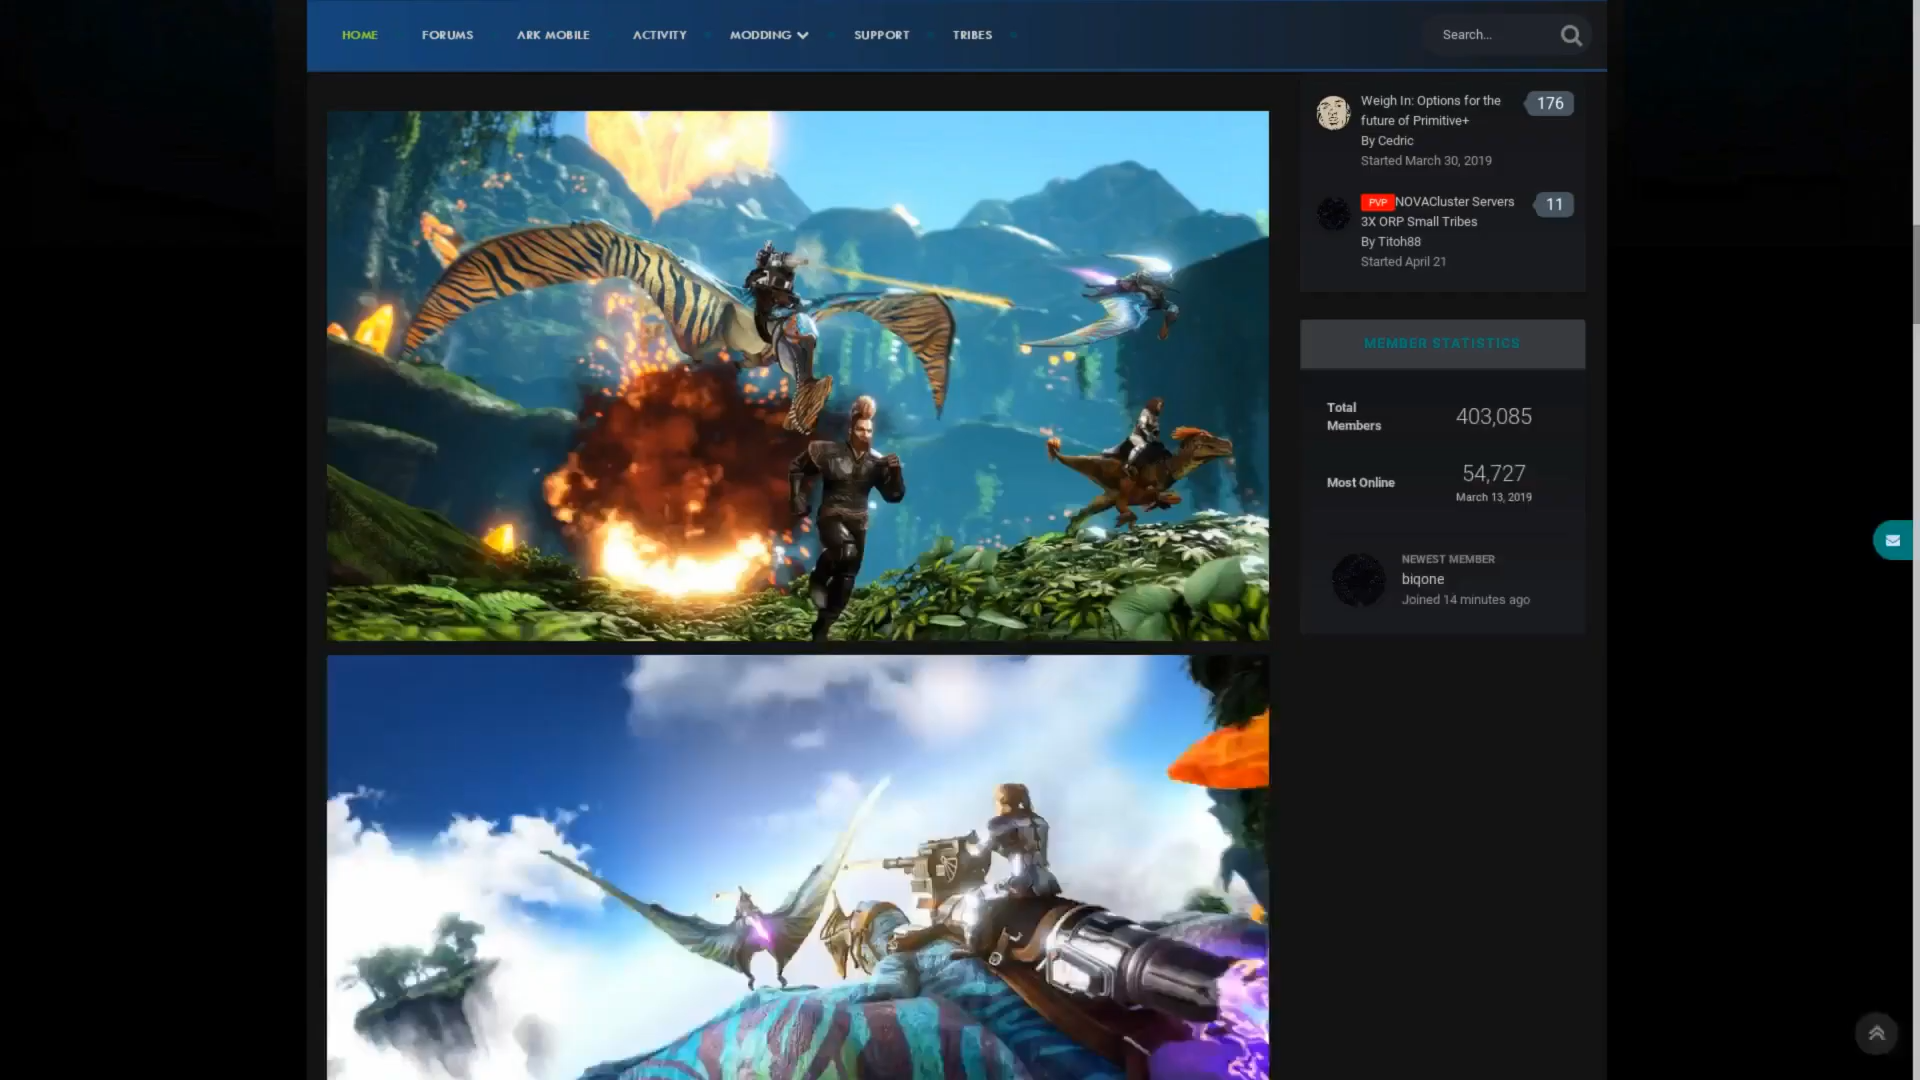 HOME FORUMS ARK MOBILE ACTIVITY MODDING SUPPORT TRIBES Search...
Weigh In: Options for the 176
future of Primitive+
By Cedric
Started March 30, 2019
PVP NOVACluster Servers 11
3X ORP Small Tribes
By Titoh88
Started April 21
MEMBER STATISTICS
Total
Members
403,085
Most Online
54,727
March 13, 2019
NEWEST MEMBER
biqone
Joined 14 minutes ago